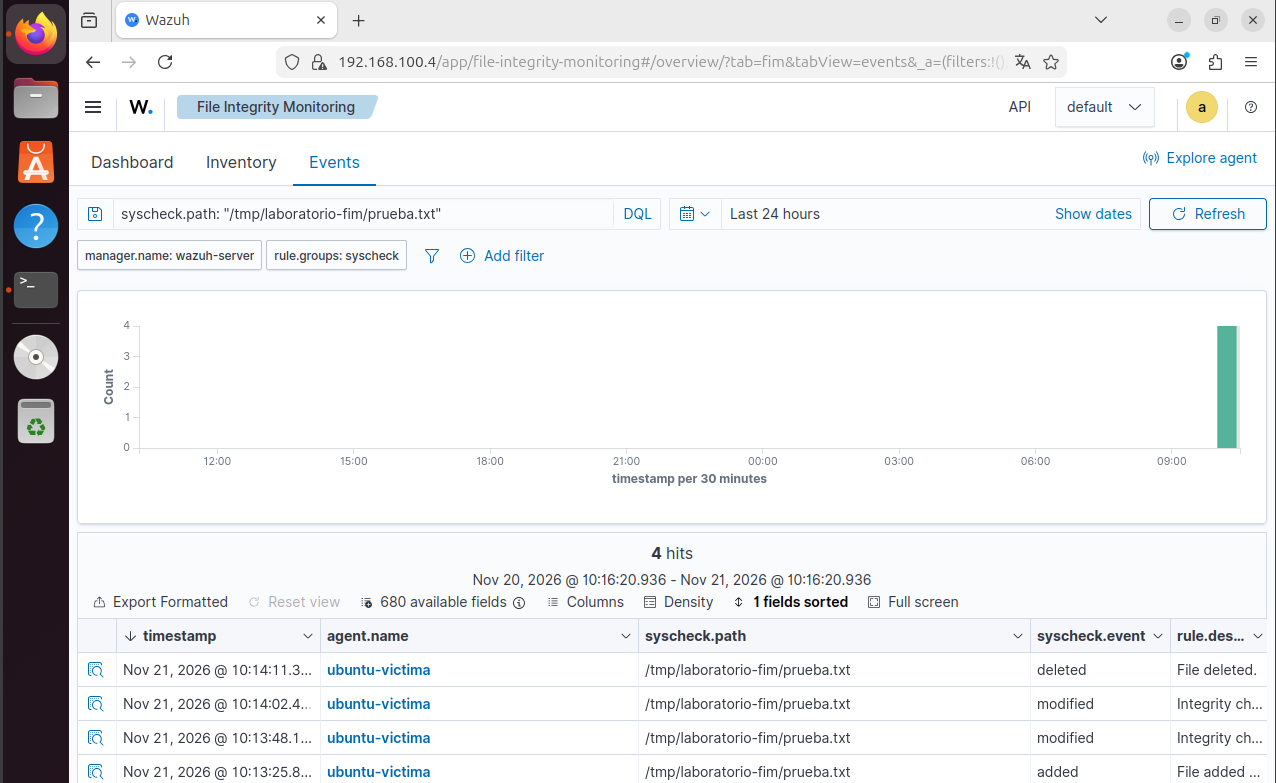 Wazuh
192.168.100.4/app/file-integrity-monitoring#/overview/?tab=fim&tabView=events&_a=(filters:!(),
W. File Integrity Monitoring API default a
Dashboard Inventory Events Explore agent
syscheck.path: "/tmp/laboratorio-fim/prueba.txt" DQL Last 24 hours Show dates Refresh
manager.name: wazuh-server rule.groups: syscheck Add filter
4
3
2
1
0
Count
12:00 15:00 18:00 21:00 00:00 03:00 06:00 09:00
timestamp per 30 minutes
4 hits
Nov 20, 2026 @ 10:16:20.936 - Nov 21, 2026 @ 10:16:20.936
Export Formatted Reset view 680 available fields Columns Density 1 fields sorted Full screen
timestamp agent.name syscheck.path syscheck.event rule.des...
Nov 21, 2026 @ 10:14:11.3... ubuntu-victima /tmp/laboratorio-fim/prueba.txt deleted File deleted.
Nov 21, 2026 @ 10:14:02.4... ubuntu-victima /tmp/laboratorio-fim/prueba.txt modified Integrity ch...
Nov 21, 2026 @ 10:13:48.1... ubuntu-victima /tmp/laboratorio-fim/prueba.txt modified Integrity ch...
Nov 21, 2026 @ 10:13:25.8... ubuntu-victima /tmp/laboratorio-fim/prueba.txt added File added ...